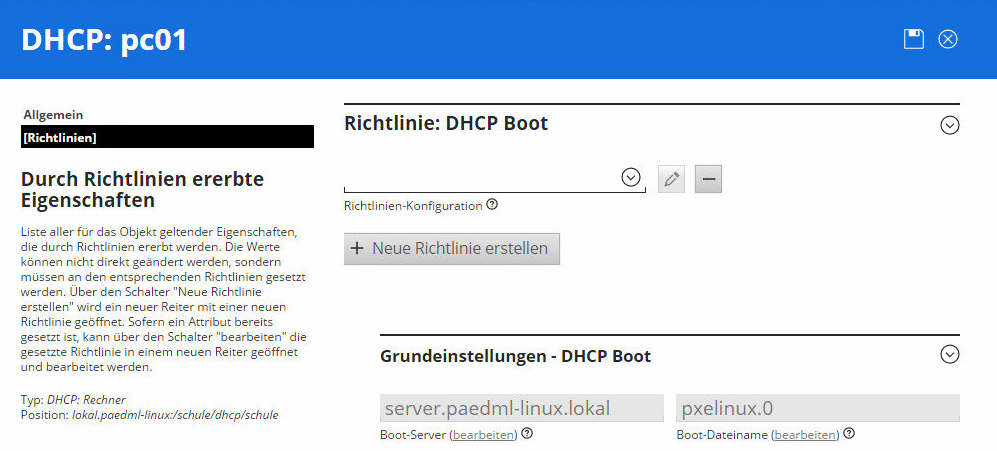 DHCP: pc01
Allgemein
[Richtlinien]
Durch Richtlinien ererbte
Eigenschaften
Liste aller für das Objekt geltender Eigenschaften,
die durch Richtlinien ererbt werden. Die Werte
können nicht direkt geändert werden, sondern
müssen an den entsprechenden Richtlinien gesetzt
werden. Über den Schalter "Neue Richtlinie
erstellen" wird ein neuer Reiter mit einer neuen
Richtlinie geöffnet. Sofern ein Attribut bereits
gesetzt ist, kann über den Schalter "bearbeiten" die
gesetzte Richtlinie in einem neuen Reiter geöffnet
und bearbeitet werden.
Typ: DHCP: Rechner
Position: lokal.paedml-linux:/schule/dhcp/schule
Richtlinie: DHCP Boot
Richtlinien-Konfiguration
+ Neue Richtlinie erstellen
Grundeinstellungen - DHCP Boot
server.paedml-linux.lokal
Boot-Server (bearbeiten)
pxelinux.0
Boot-Dateiname (bearbeiten)